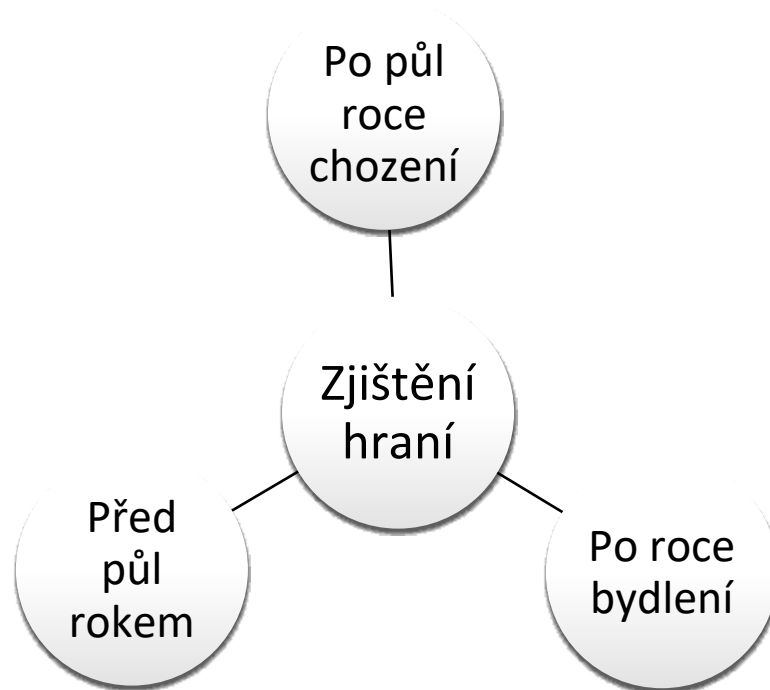 Po půl
roce
chození
Zjištění
hraní
Před
půl
rokem
Po roce
bydlení